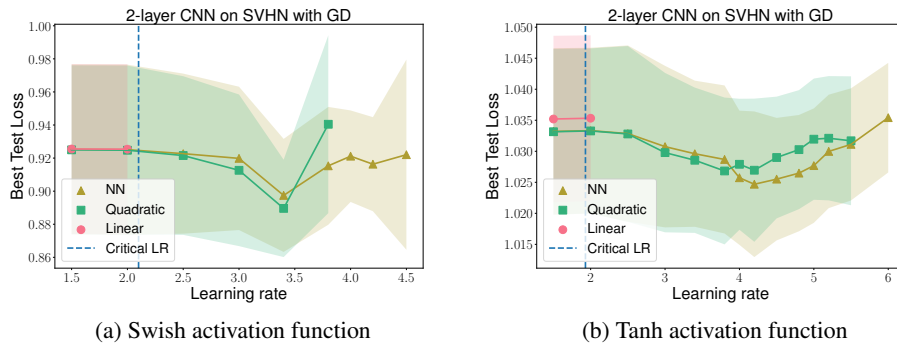 2-layer CNN on SVHN with GD
Best Test Loss
1.00
0.98
0.96
0.94
0.92
0.90
0.88
0.86
NN
Quadratic
Linear
Critical LR
1.5 2.0 2.5 3.0 3.5 4.0 4.5
Learning rate
(a) Swish activation function
2-layer CNN on SVHN with GD
Best Test Loss
1.050
1.045
1.040
1.035
1.030
1.025
1.020
1.015
NN
Quadratic
Linear
Critical LR
2 3 4 5 6
Learning rate
(b) Tanh activation function